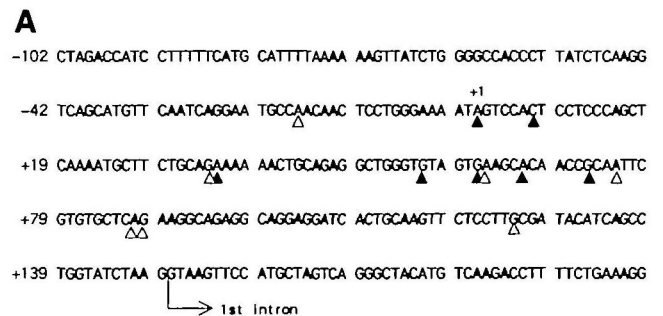 A
-102 CTAGACCATC CTTTTTCATG CATTTTAAAA AAGTTATCTG GGGCCACCCT TATCTCAAGG
+1
-42 TCAGCATGTT CAATCAGGAA TGCCAACAAC TCCTGGGAAA ATAGTCCACT CCTCCCAGCT
+19 CAAAATGCTT CTGCAGAAAA AACTGCAGAG GCTGGGTGTA GTGAAGCACA ACCGCAATTC
+79 GTGTGCTCAG AAGGCAGAGG CAGGAGGATC ACTGCAAGTT CTCCTTGCGA TACATCAGCC
+139 TGGTATCTAA GGTAAGTTCC ATGCTAGTCA GGGCTACATG TCAAGACCTT TTCTGAAAGG
1st intron